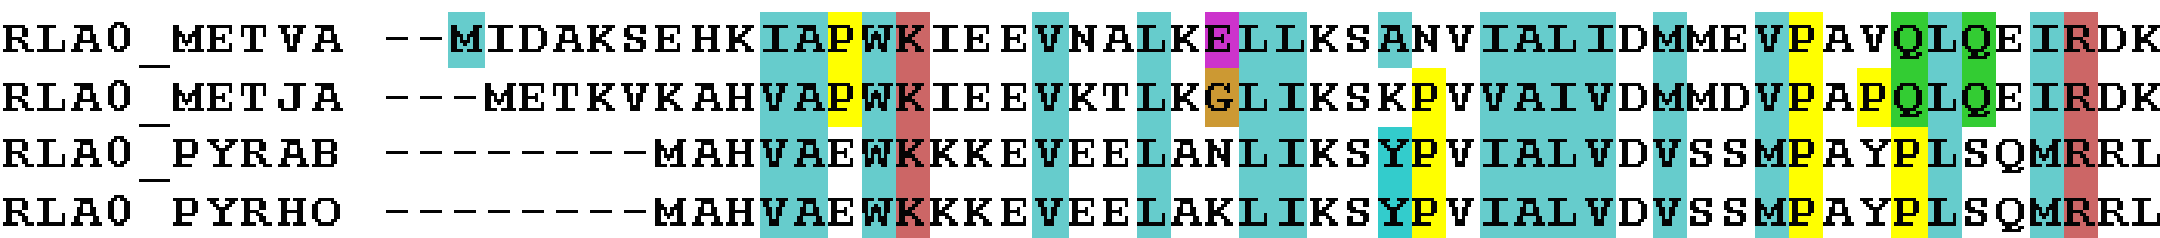 RLA0_METVA --MIDAKSEHKIAPWKIEEVNALKELLKSANVIALIDMMEVPAVQLQEIRDK
RLA0_METJA ---METKVKAHVAPWKIEEVKTLKGLIKSKPVVAIVDMMDVPAPQLQEIRDK
RLA0_PYRAB --------MAHVAEWKKKEVEELANLIKSYPVIALVDVSSMPAYPLSQMRRL
RLA0_PYRHO --------MAHVAEWKKKEVEELAKLIKSYPVIALVDVSSMPAYPLSQMRRL